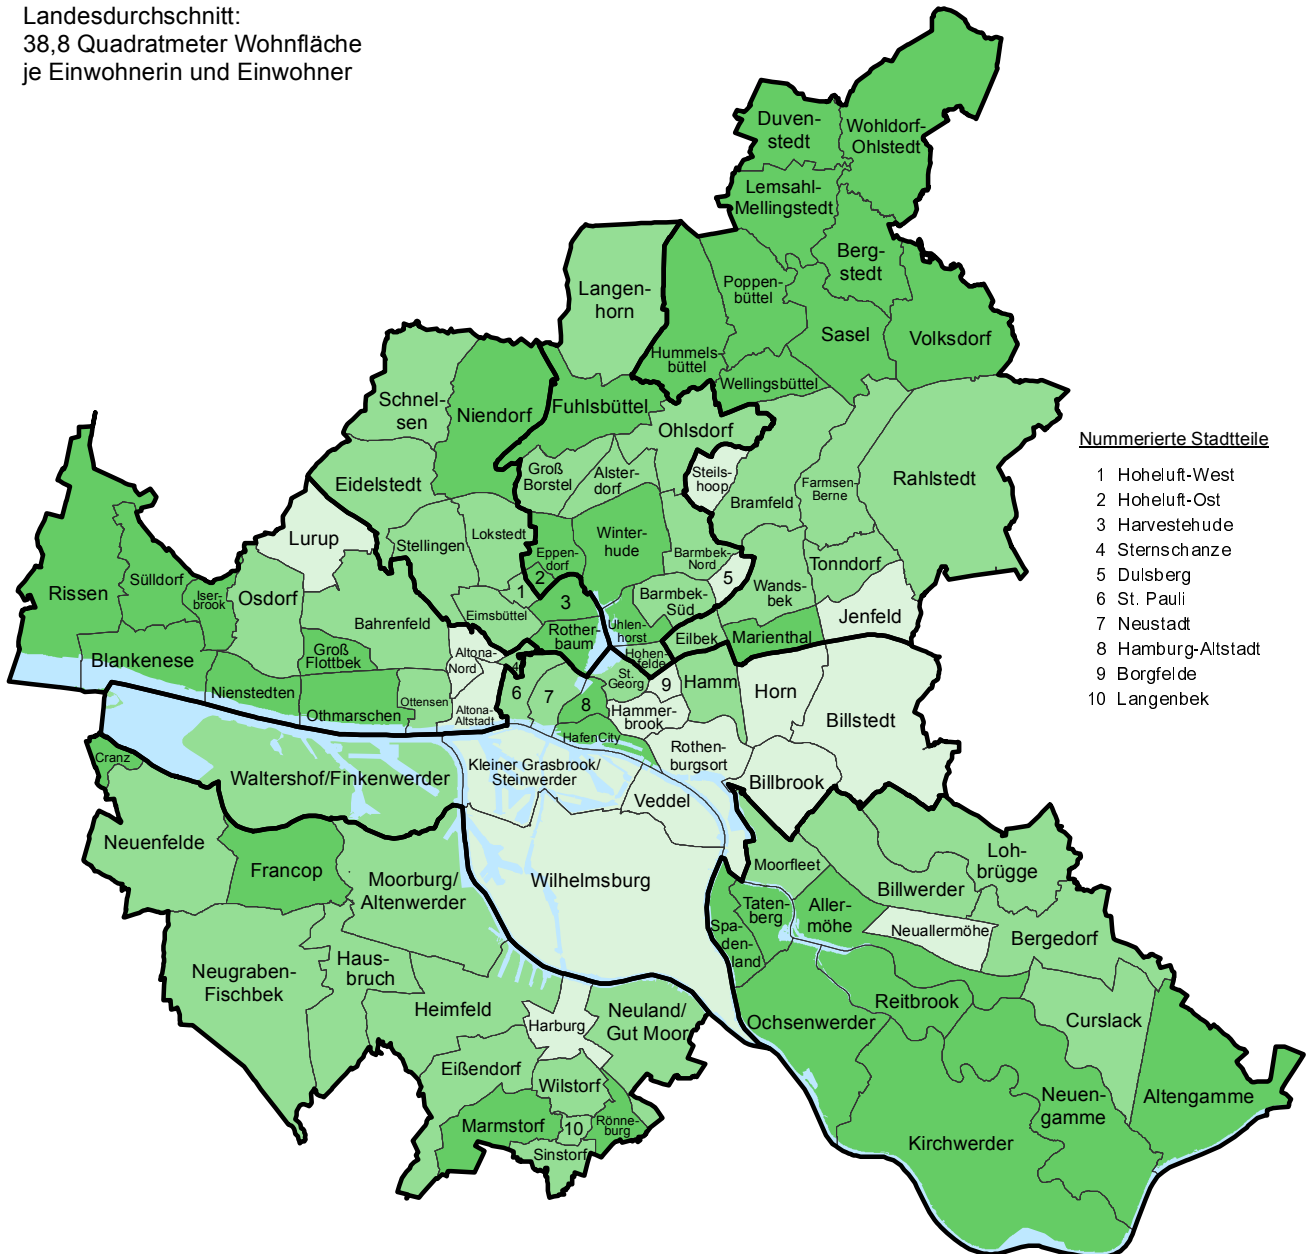 Landesdurchschnitt:
38,8 Quadratmeter Wohnfläche
je Einwohnerin und Einwohner
Duven-
stedt
Wohldorf-
Ohlstedt
Lemsahl-
Mellingstedt
Berg-
stedt
Poppen-
büttel
Sasel
Volksdorf
Hummels-
büttel
Wellingsbüttel
Langen-
horn
Schnel-
sen
Niendorf
Fuhlsbüttel
Ohlsdorf
Eidelstedt
Groß
Borstel
Alster-
dorf
Steils-
hoop
Bramfeld
Farmsen-
Berne
Rahlstedt
Nummerierte Stadtteile
1 Hoheluft-West
2 Hoheluft-Ost
3 Harvestehude
4 Sternschanze
5 Dulsberg
6 St. Pauli
7 Neustadt
8 Hamburg-Altstadt
9 Borgfelde
10 Langenbek
Lurup
Stellingen
Lokstedt
Winter-
hude
Eppen-
dorf
Barmbek-
Nord
5
Tonndorf
Wands-
bek
Jenfeld
Rissen
Sülldorf
Iser-
brook
Osdorf
Bahrenfeld
Eimsbüttel
1
2
3
Barmbek-
Süd
Uhlen-
horst
Rother-
baum
Eilbek
Marienthal
Hohen-
felde
Blankenese
Groß
Flottbek
Nienstedten
Othmarschen
Ottensen
Altona-
Nord
Altona-
Altstadt
4
6
7
8
St.
Georg
9
Hamm
Horn
Billstedt
Hammer-
brook
HafenCity
Rothen-
burgsort
Billbrook
Cranz
Waltershof/Finkenwerder
Kleiner Grasbrook/
Steinwerder
Veddel
Neuenfelde
Francop
Moorburg/
Altenwerder
Wilhelmsburg
Moorfleet
Billwerder
Loh-
brügge
Taten-
berg
Aller-
möhe
Neuallermöhe
Bergedorf
Spa-
den-
land
Neugraben-
Fischbek
Haus-
bruch
Heimfeld
Harburg
Neuland/
Gut Moor
Ochsenwerder
Reitbrook
Curslack
Eißendorf
Wilstorf
Marmstorf
10
Rönne-
burg
Sinstorf
Neuen-
gamme
Altengamme
Kirchwerder